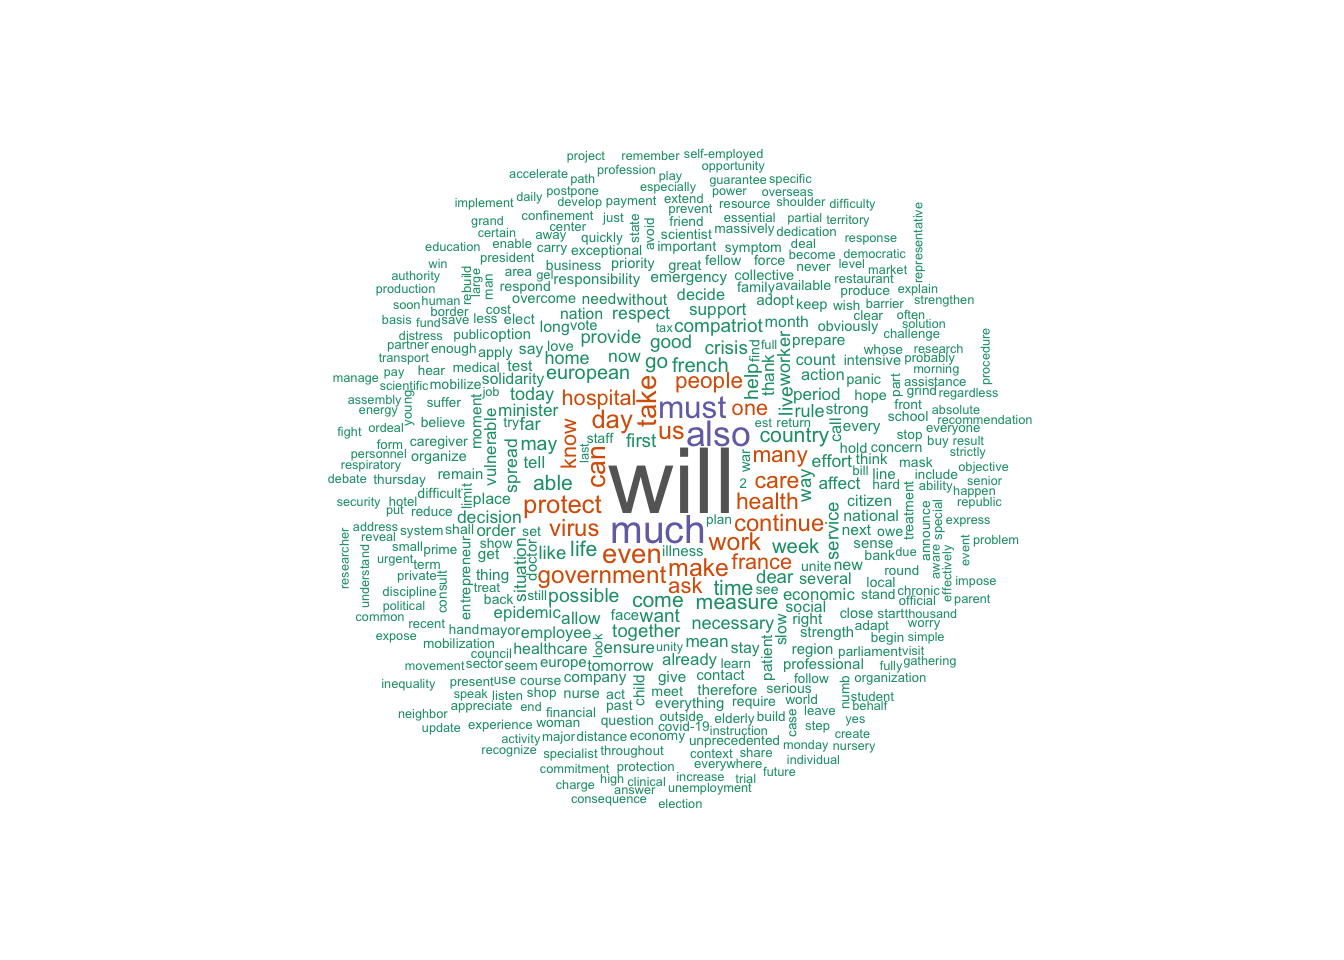 project remember self-employed
opportunity
accelerate profession play
path guarantee specific
postpone especially power overseas
implement daily develop payment extend resource shoulder difficulty
prevent
grand confinement just state avoid friend essential partial territory
certain center scientist massively dedication
education enable away quickly important symptom deal response representative
carry exceptional become democratic
win president business priority great fellow force never level market
authority rebuild large man area gel responsibility emergency collective restaurant
production respond family available produce explain
soon human overcome need without decide adopt keep wish barrier strengthen
border cost nation respect support clear often
basis fund save less elect long vote tax compatriot month obviously solution
distress public option provide good find full prepare challenge
partner enough apply say love home now go french crisis help thank live worker count whose research procedure
transport pay hear medical test european intensive probably morning
manage scientific mobilize job solidarity hospital take people action panic part assistance
assembly young suffer today must one period hope grind regardless
energy minister day rule strong front absolute
fight ordeal moment try far us also est return call every school recommendation
form believe know can first staff last country stop everyone
personnel caregiver vulnerable spread may will war many way hold concern buy result
respiratory organize tell effort think mask strictly
debate thursday remain able 2 care bill line include objective
difficult limit place affect hard ability senior
security hotel protect health citizen treatment happen
put reduce decision virus much plan continue service national announce special republic
address system shall order set next owe express
reveal small prime show like life even illness work week sense aware problem
researcher urgent term entrepreneur get situation doctor make france bank due effectively event
understand private consult thing government unite new round
discipline treat still ask time dear see several local chronic impose
political back possible come measure economic stand official parent
common recent epidemic allow face want necessary social close start thousand
expose hand mayor employee together slow right strength adapt worry
mobilization healthcare look ensure unity mean stay region begin simple
council patient parliament visit
movement sector seem europe tomorrow already learn professional fully gathering
inequality present use course company child give contact follow organization
speak listen shop nurse act meet therefore serious numb student
appreciate end past everything require world leave behalf
neighbor experience woman financial question outside elderly build case step yes
update covid-19 instruction create
activity major distance economy unprecedented monday nursery
recognize specialist throughout context share individual
commitment protection everywhere future
charge high clinical increase trial
answer unemployment
consequence election